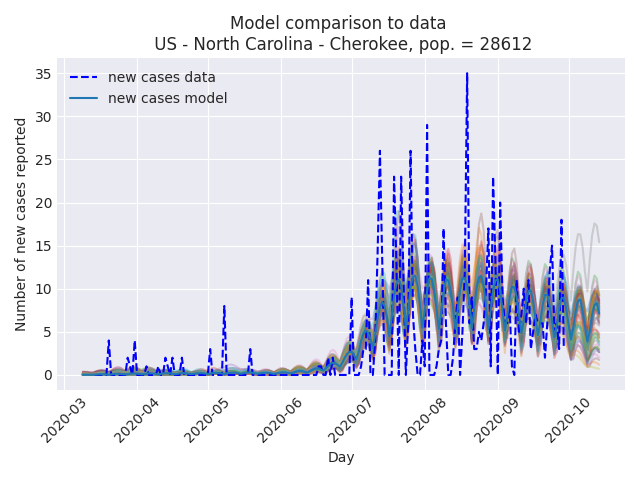 Model comparison to data
US - North Carolina - Cherokee, pop. = 28612
new cases data
new cases model
Number of new cases reported
35
30
25
20
15
10
5
0
2020-03
2020-04
2020-05
2020-06
2020-07
2020-08
2020-09
2020-10
Day